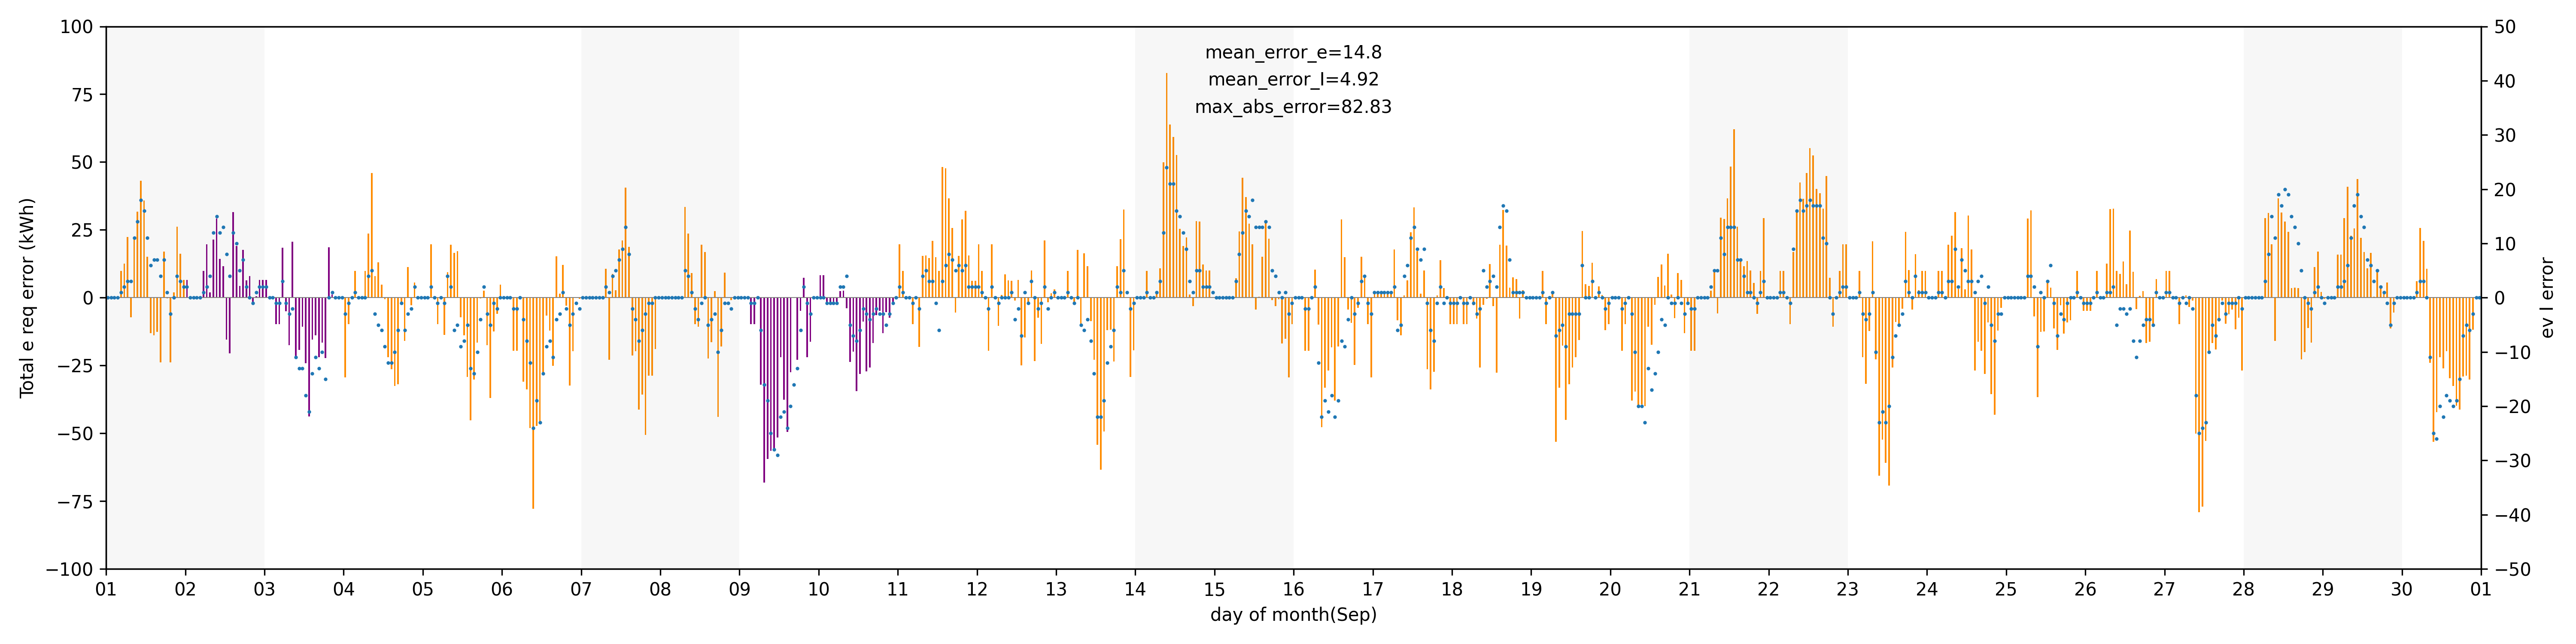 mean_error_e=14.8
mean_error_I=4.92
max_abs_error=82.83
Total e req error (kWh)
100
75
50
25
0
−25
−50
−75
−100
50
40
30
20
10
0
−10
−20
−30
−40
−50
ev I error
01 02 03 04 05 06 07 08 09 10 11 12 13 14 15 16 17 18 19 20 21 22 23 24 25 26 27 28 29 30 01
day of month(Sep)